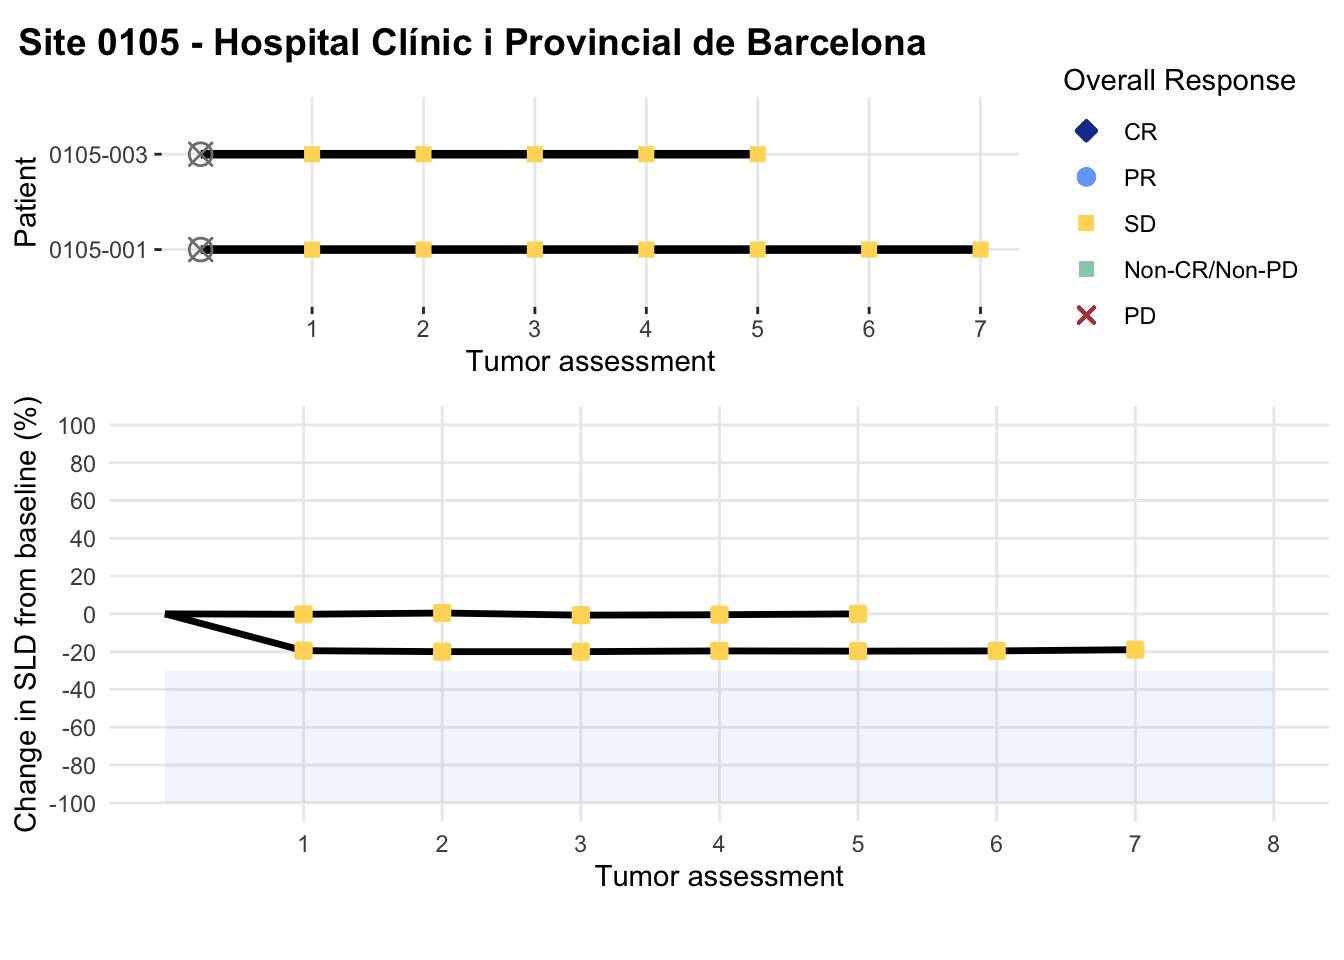 Site 0105 - Hospital Clínic i Provincial de Barcelona
Overall Response
CR
PR
SD
Non-CR/Non-PD
PD
Patient
0105-003
0105-001
1 2 3 4 5 6 7
Tumor assessment
Change in SLD from baseline (%)
100
80
60
40
20
0
-20
-40
-60
-80
-100
1 2 3 4 5 6 7 8
Tumor assessment